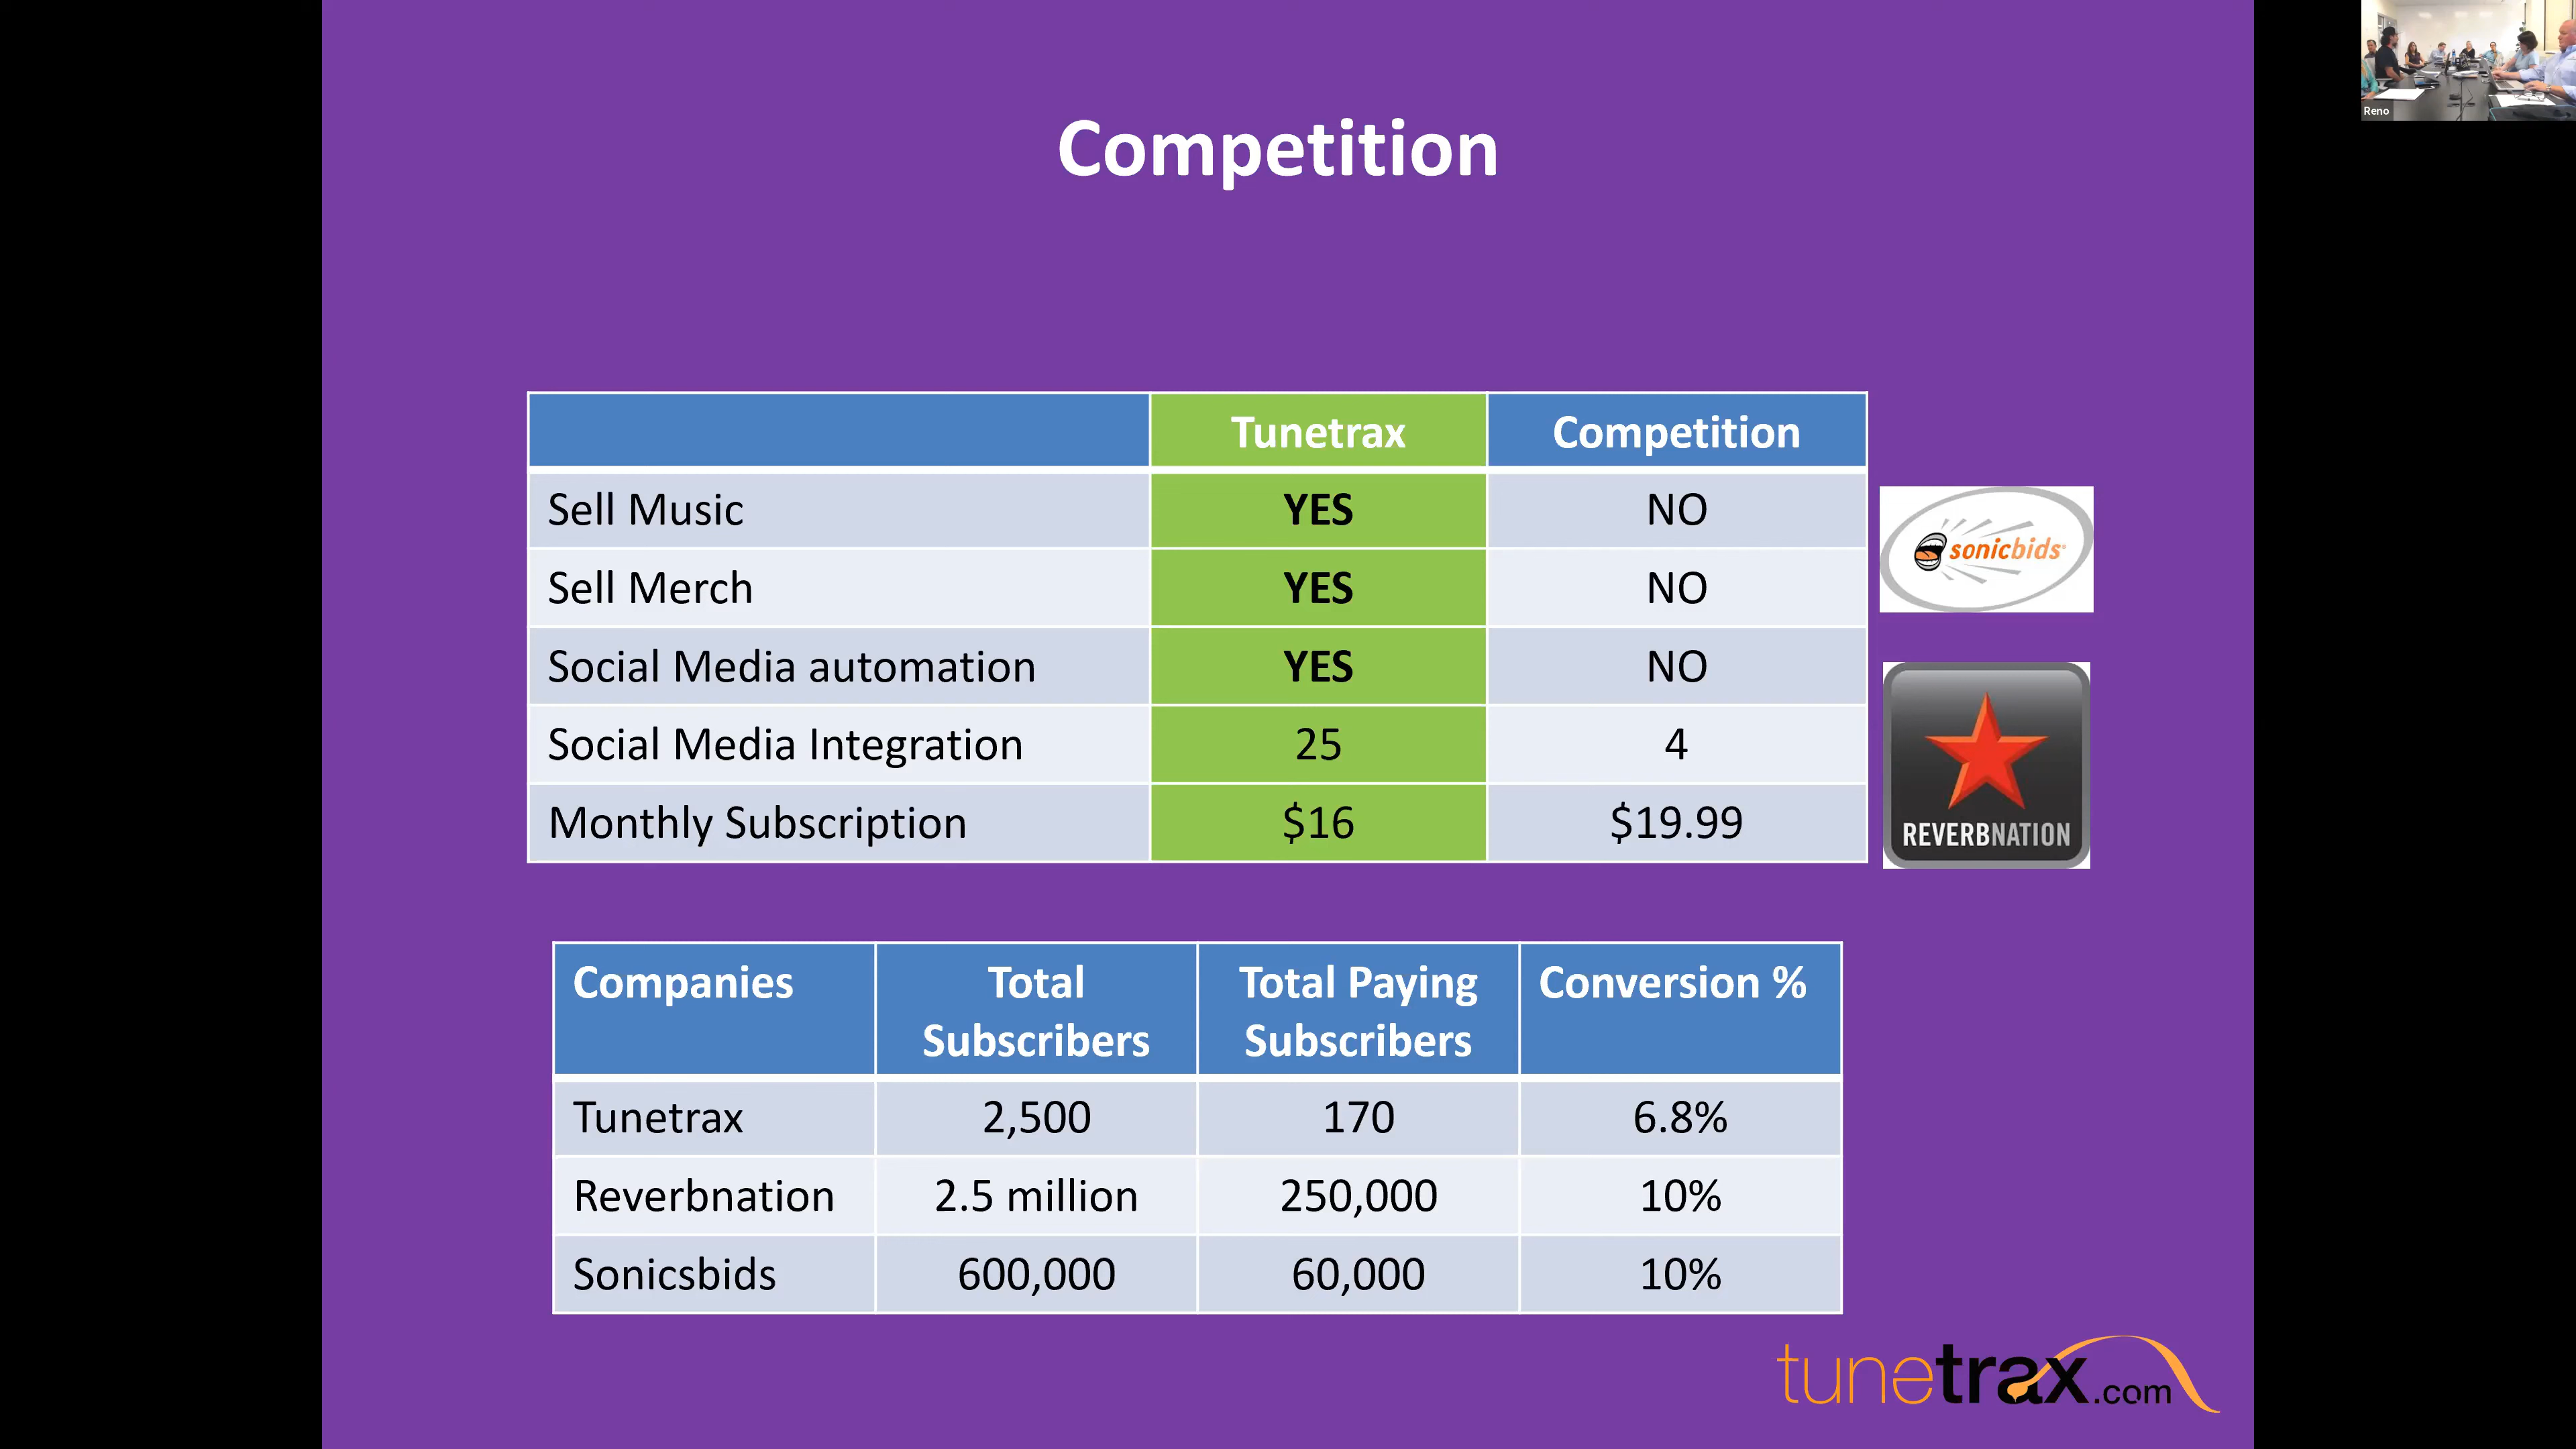 Reno
Competition
Tunetrax Competition
Sell Music YES NO
Sell Merch YES NO
Social Media automation YES NO
Social Media Integration 25 4
Monthly Subscription $16 $19.99
sonicbids
REVERBNATION
Companies Total Subscribers Total Paying Subscribers Conversion %
Tunetrax 2,500 170 6.8%
Reverbnation 2.5 million 250,000 10%
Sonicsbids 600,000 60,000 10%
tunetrax.com